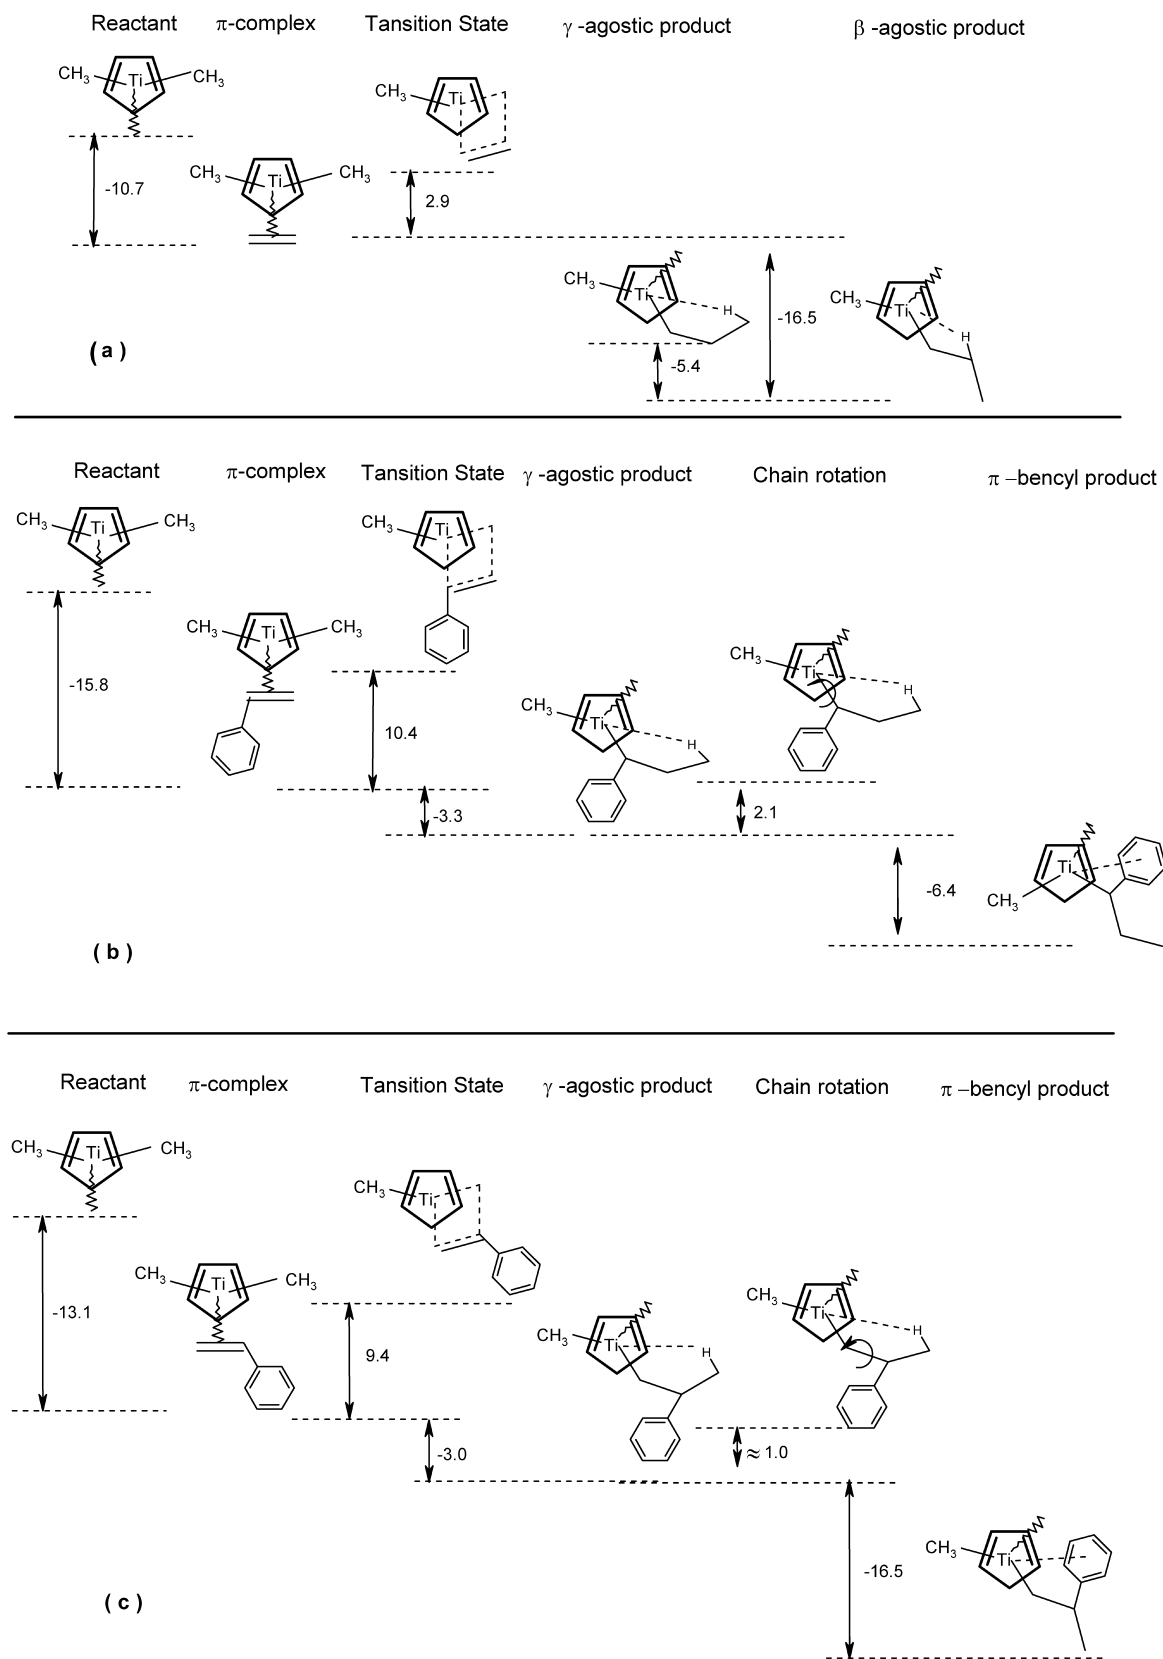 Reactant π-complex Tansition State γ -agostic product β -agostic product
CH3 Ti CH3
CH3 Ti
CH3 Ti CH3
-10.7
2.9
CH3 Ti H
CH3 Ti H
-16.5
-5.4
( a )
Reactant π-complex Tansition State γ -agostic product Chain rotation π –bencyl product
CH3 Ti CH3
CH3 Ti
CH3 Ti CH3
CH3 Ti H
-15.8
CH3 Ti H
10.4
-3.3
2.1
Ti
CH3
-6.4
( b )
Reactant π-complex Tansition State γ -agostic product Chain rotation π –bencyl product
CH3 Ti CH3
CH3 Ti
CH3 Ti CH3
CH3 Ti H
-13.1
CH3 Ti H
9.4
-3.0
≈ 1.0
CH3 Ti
-16.5
( c )